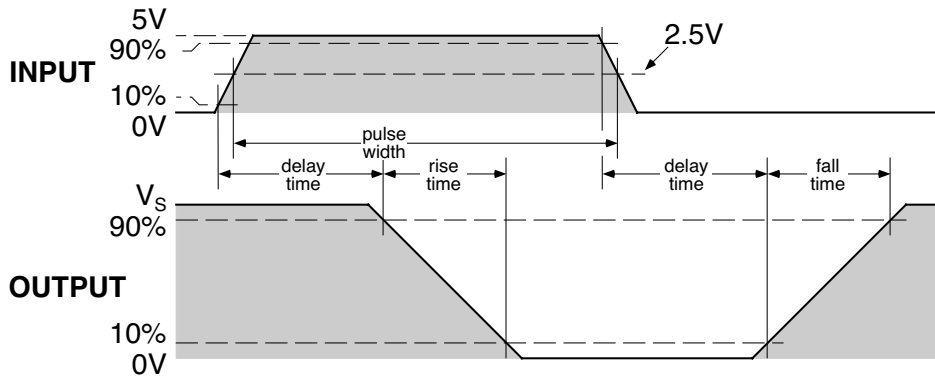 5V
90%
INPUT
10%
0V
2.5V
pulse
width
delay
time
rise
time
delay
time
fall
time
VS
90%
OUTPUT
10%
0V